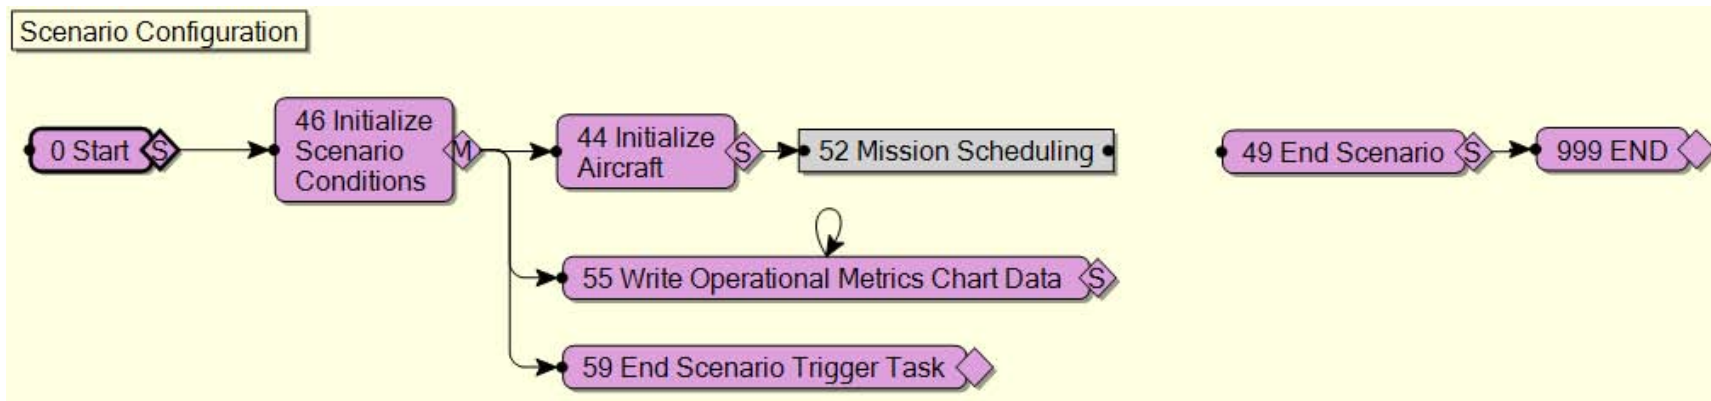 Scenario Configuration
0 Start S
46 Initialize
Scenario
Conditions
M
44 Initialize
Aircraft
S
52 Mission Scheduling
49 End Scenario S
999 END
55 Write Operational Metrics Chart Data S
59 End Scenario Trigger Task